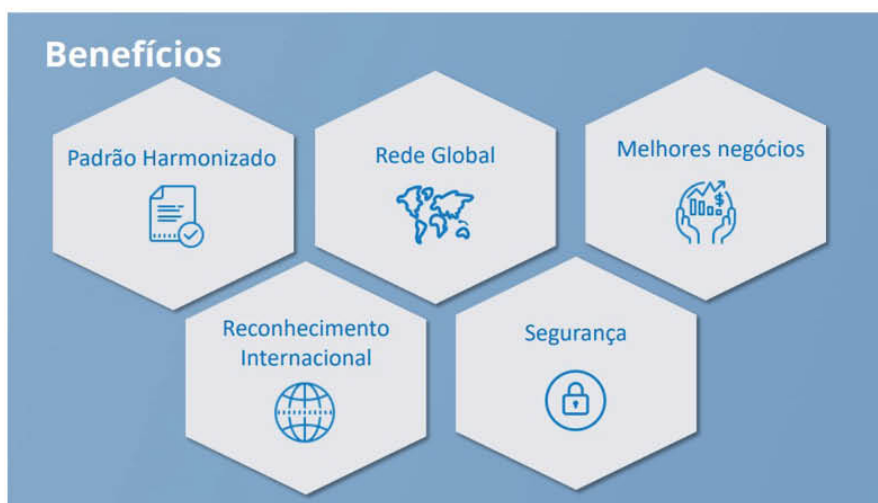 Benefícios
Padrão Harmonizado
Rede Global
Melhores negócios
Reconhecimento
Internacional
Segurança